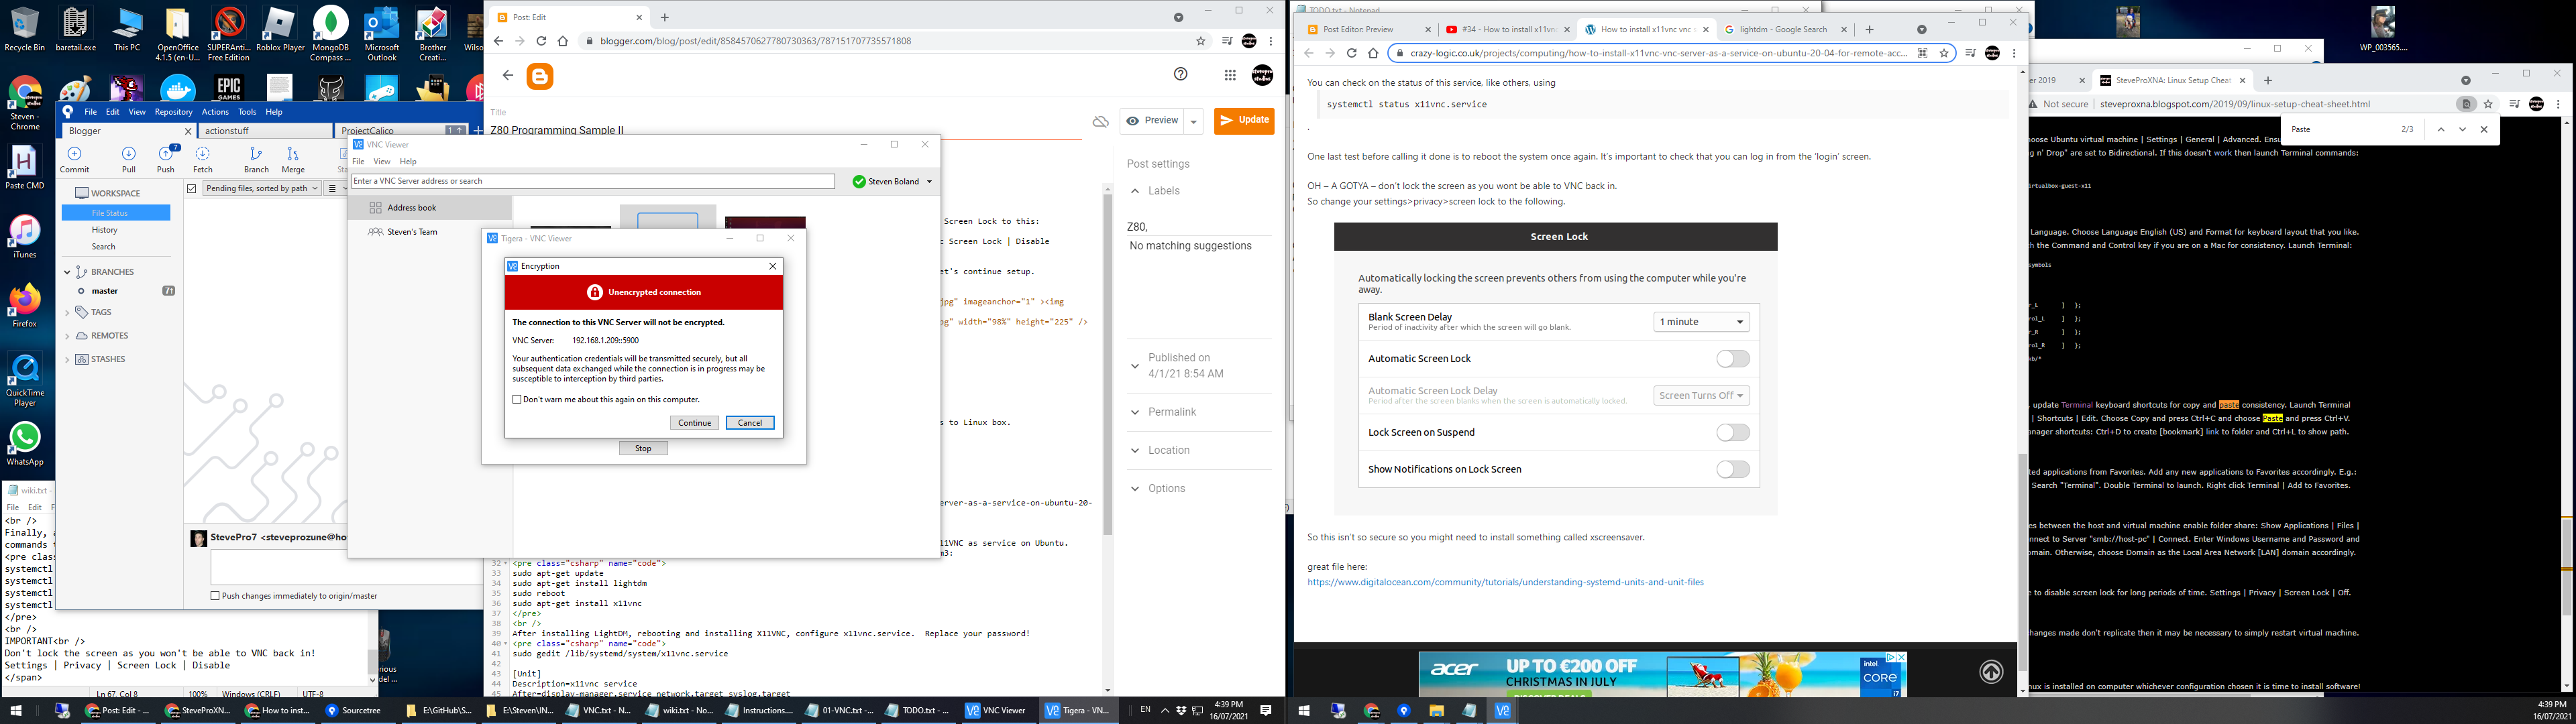 Recycle Bin
baretail.exe
This PC
OpenOffice 4.1.5 (en-U...
SUPERAnti... Free Edition
Roblox Player
MongoDB Compass ...
Microsoft Outlook
Brother Creati...
Steven - Chrome
EPIC GAMES
Paste CMD
iTunes
Firefox
QuickTime Player
WhatsApp
File Edit View Repository Actions Tools Help
Blogger
actionstuff
ProjectCalico
1
Commit
Pull
Push
7
Fetch
Branch
Merge
WORKSPACE
File Status
History
Search
BRANCHES
master
TAGS
REMOTES
STASHES
Pending files, sorted by path
StevePro7 <steveprozune@ho
Push changes immediately to origin/master
wiki.txt -
File Edit
<br />
Finally, a
commands t
<pre clas
systemctl
systemctl
systemctl
systemctl
</pre>
<br />
IMPORTANT<br />
Don't lock the screen as you won't be able to VNC back in!
Settings | Privacy | Screen Lock | Disable
</span>
Ln 67, Col 8
100%
Windows (CRLF)
UTF-8
Post: Edit
blogger.com/blog/post/edit/8584570627780730363/787151707735571808
Title
Z80 Programming Sample II
Preview
Update
Post settings
Labels
Z80,
No matching suggestions
Published on
4/1/21 8:54 AM
Permalink
Location
Options
Screen Lock to this:
Screen Lock | Disable
et's continue setup.
jpg" imageanchor="1" ><img
pg" width="98%" height="225" />
s to Linux box.
erver-as-a-service-on-ubuntu-20-
11VNC as service on Ubuntu.
m3:
32 <pre class="csharp" name="code">
33 sudo apt-get update
34 sudo apt-get install lightdm
35 sudo reboot
36 sudo apt-get install x11vnc
37 </pre>
38 <br />
39 After installing LightDM, rebooting and installing X11VNC, configure x11vnc.service. Replace your password!
40 <pre class="csharp" name="code">
41 sudo gedit /lib/systemd/system/x11vnc.service
42
43 [Unit]
44 Description=x11vnc service
45 After=display-manager.service network.target syslog.target
VNC Viewer
File View Help
Enter a VNC Server address or search
Steven Boland
Address book
Steven's Team
Tigera - VNC Viewer
Encryption
Unencrypted connection
The connection to this VNC Server will not be encrypted.
VNC Server: 192.168.1.209::5900
Your authentication credentials will be transmitted securely, but all
subsequent data exchanged while the connection is in progress may be
susceptible to interception by third parties.
Don't warn me about this again on this computer.
Continue
Cancel
Stop
TODO.txt - Notepad
Post Editor: Preview
#34 - How to install x11vnc
How to install x11vnc vnc s
lightdm - Google Search
crazy-logic.co.uk/projects/computing/how-to-install-x11vnc-vnc-server-as-a-service-on-ubuntu-20-04-for-remote-acc...
You can check on the status of this service, like others, using
systemctl status x11vnc.service
.
One last test before calling it done is to reboot the system once again. It's important to check that you can log in from the 'login' screen.
OH – A GOTYA – don't lock the screen as you wont be able to VNC back in.
So change your settings>privacy>screen lock to the following.
Screen Lock
Automatically locking the screen prevents others from using the computer while you're
away.
Blank Screen Delay
Period of inactivity after which the screen will go blank.
1 minute
Automatic Screen Lock
Automatic Screen Lock Delay
Period after the screen blanks when the screen is automatically locked.
Screen Turns Off
Lock Screen on Suspend
Show Notifications on Lock Screen
So this isn't so secure so you might need to install something called xscreensaver.
great file here:
https://www.digitalocean.com/community/tutorials/understanding-systemd-units-and-unit-files
acer
UP TO €200 OFF
CHRISTMAS IN JULY
DISCOVER DEALS
intel
CORE
i7
WP_003565....
er 2019
SteveProXNA: Linux Setup Cheat
Not secure | steveproxna.blogspot.com/2019/09/linux-setup-cheat-sheet.html
Paste
2/3
oose Ubuntu virtual machine | Settings | General | Advanced. Ensu
g n' Drop" are set to Bidirectional. If this doesn't work then launch Terminal commands:
irtualbox-guest-x11
Language. Choose Language English (US) and Format for keyboard layout that you like.
h the Command and Control key if you are on a Mac for consistency. Launch Terminal:
symbols
r_L ] };
rol_L ] };
r_R ] };
rol_R ] };
kb/*
update Terminal keyboard shortcuts for copy and paste consistency. Launch Terminal
| Shortcuts | Edit. Choose Copy and press Ctrl+C and choose Paste and press Ctrl+V.
nager shortcuts: Ctrl+D to create [bookmark] link to folder and Ctrl+L to show path.
ted applications from Favorites. Add any new applications to Favorites accordingly. E.g.:
Search "Terminal". Double Terminal to launch. Right click Terminal | Add to Favorites.
es between the host and virtual machine enable folder share: Show Applications | Files |
nnect to Server "smb://host-pc" | Connect. Enter Windows Username and Password and
omain. Otherwise, choose Domain as the Local Area Network [LAN] domain accordingly.
e to disable screen lock for long periods of time. Settings | Privacy | Screen Lock | Off.
changes made don't replicate then it may be necessary to simply restart virtual machine.
nux is installed on computer whichever configuration chosen it is time to install software!
Post: Edit - ...
SteveProXN...
How to inst...
Sourcetree
E:\GitHub\S...
E:\Steven\IN...
VNC.txt - N...
wiki.txt - No...
Instructions....
01-VNC.txt -...
TODO.txt - ...
VNC Viewer
Tigera - VN...
EN
4:39 PM
16/07/2021
4:39 PM
16/07/2021